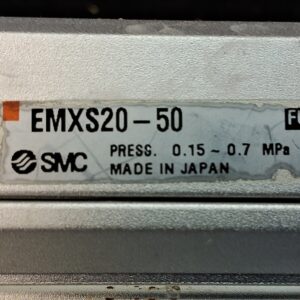 EMXS20-50
SMC PRESS. 0.15 ~ 0.7 MPa
MADE IN JAPAN